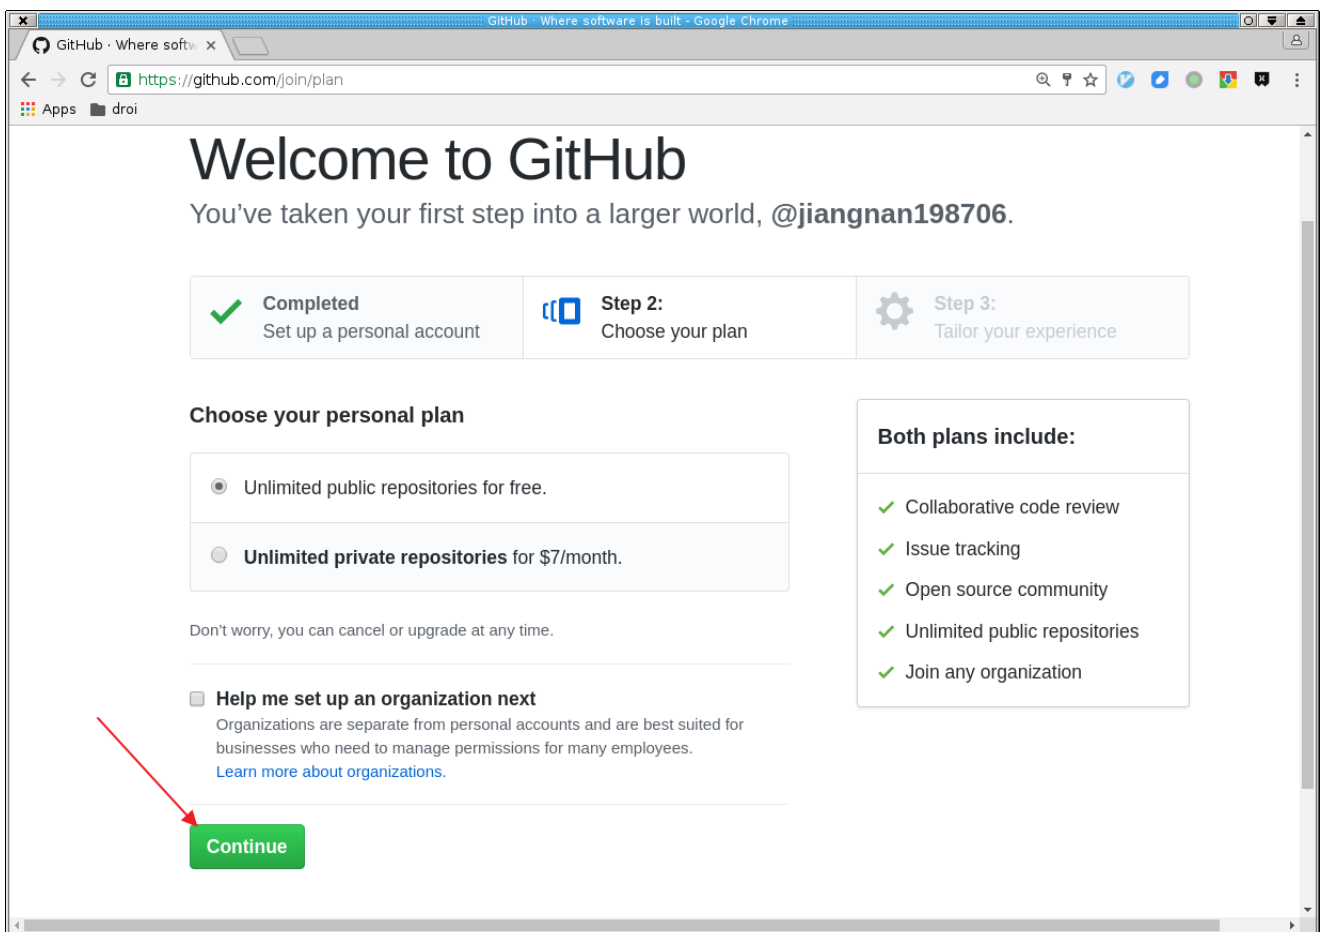 GitHub · Where software is built - Google Chrome
GitHub · Where softw
https://github.com/join/plan
Apps droi
Welcome to GitHub
You’ve taken your first step into a larger world, @jiangnan198706.
Completed
Set up a personal account
Step 2:
Choose your plan
Step 3:
Tailor your experience
Choose your personal plan
Unlimited public repositories for free.
Unlimited private repositories for $7/month.
Don’t worry, you can cancel or upgrade at any time.
Help me set up an organization next
Organizations are separate from personal accounts and are best suited for
businesses who need to manage permissions for many employees.
Learn more about organizations.
Continue
Both plans include:
Collaborative code review
Issue tracking
Open source community
Unlimited public repositories
Join any organization